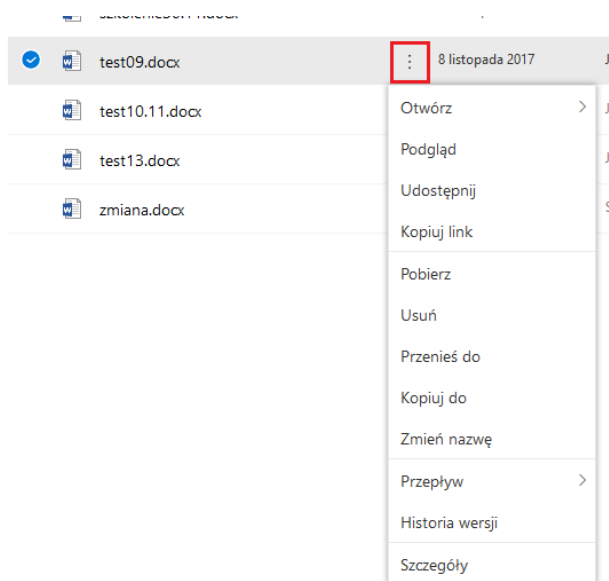 test09.docx 8 listopada 2017
test10.11.docx
test13.docx
zmiana.docx
Otwórz
Podgląd
Udostępnij
Kopiuj link
Pobierz
Usuń
Przenieś do
Kopiuj do
Zmień nazwę
Przepływ
Historia wersji
Szczegóły